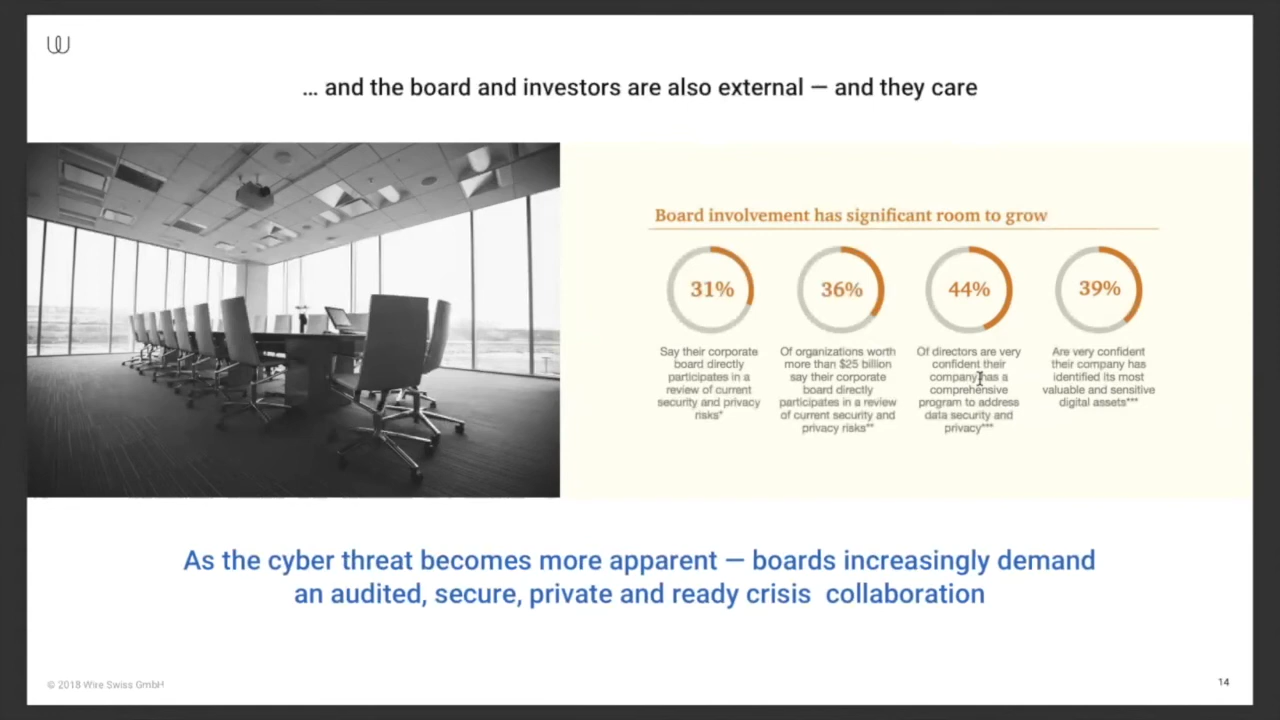 ... and the board and investors are also external — and they care
Board involvement has significant room to grow
31%
Say their corporate
board directly
participates in a
review of current
security and privacy
risks*
36%
Of organizations worth
more than $25 billion
say their corporate
board directly
participates in a review
of current security and
privacy risks**
44%
Of directors are very
confident their
company has a
comprehensive
program to address
data security and
privacy***
39%
Are very confident
their company has
identified its most
valuable and sensitive
digital assets***
As the cyber threat becomes more apparent — boards increasingly demand
an audited, secure, private and ready crisis  collaboration
© 2018 Wire Swiss GmbH
14